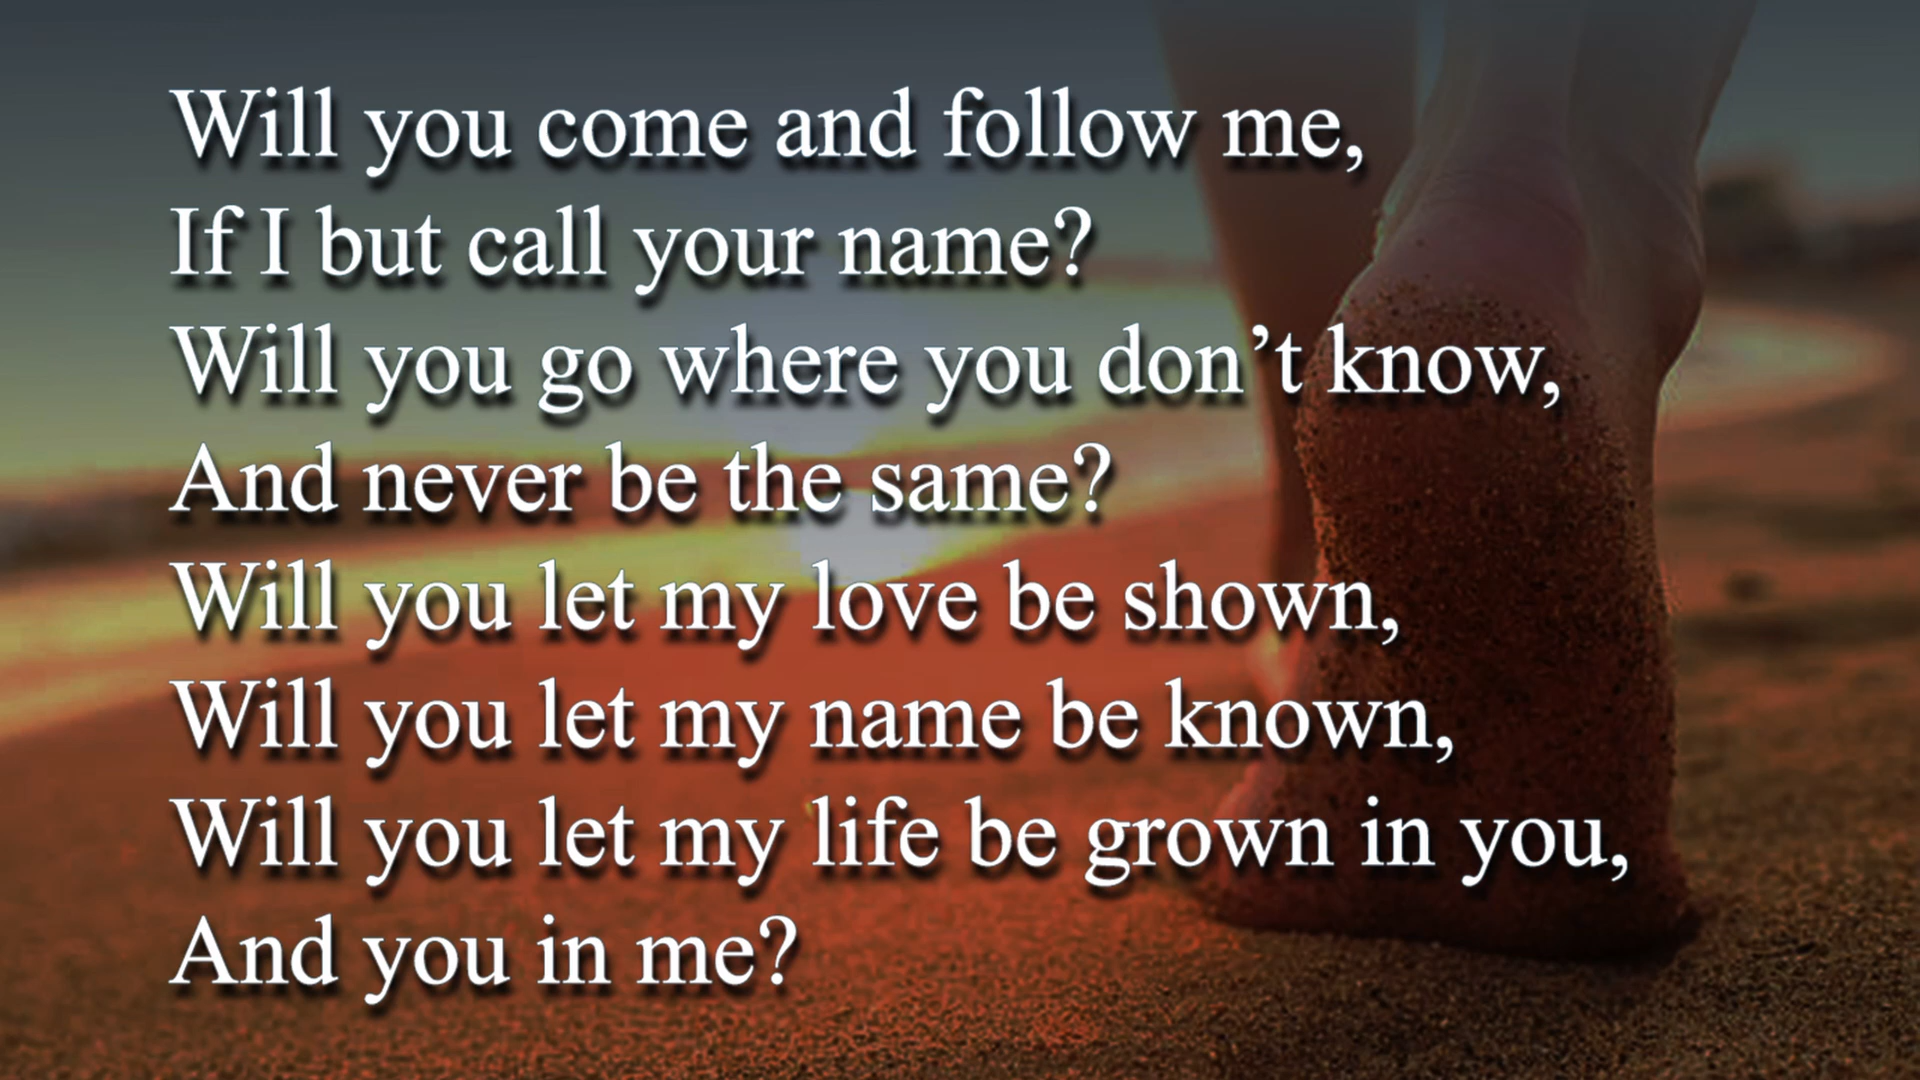 Will you come and follow me,
If I but call your name?
Will you go where you don’t know,
And never be the same?
Will you let my love be shown,
Will you let my name be known,
Will you let my life be grown in you,
And you in me?